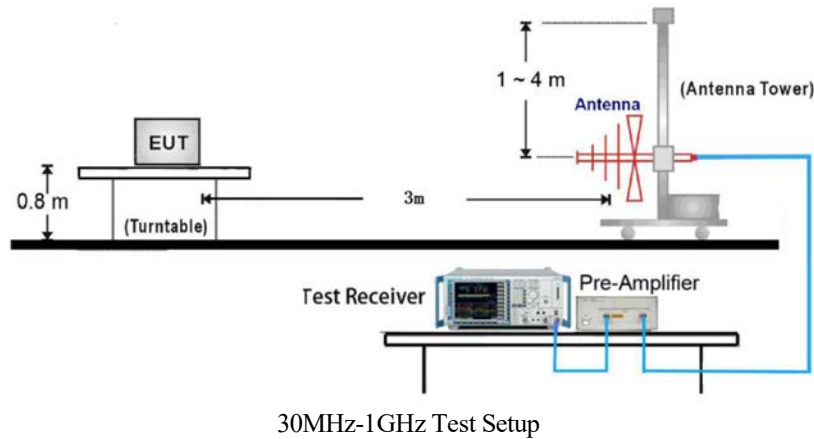 1 ~ 4 m
(Antenna Tower)
Antenna
EUT
0.8 m
3m
(Turntable)
Test Receiver
Pre-Amplifier
30MHz-1GHz Test Setup